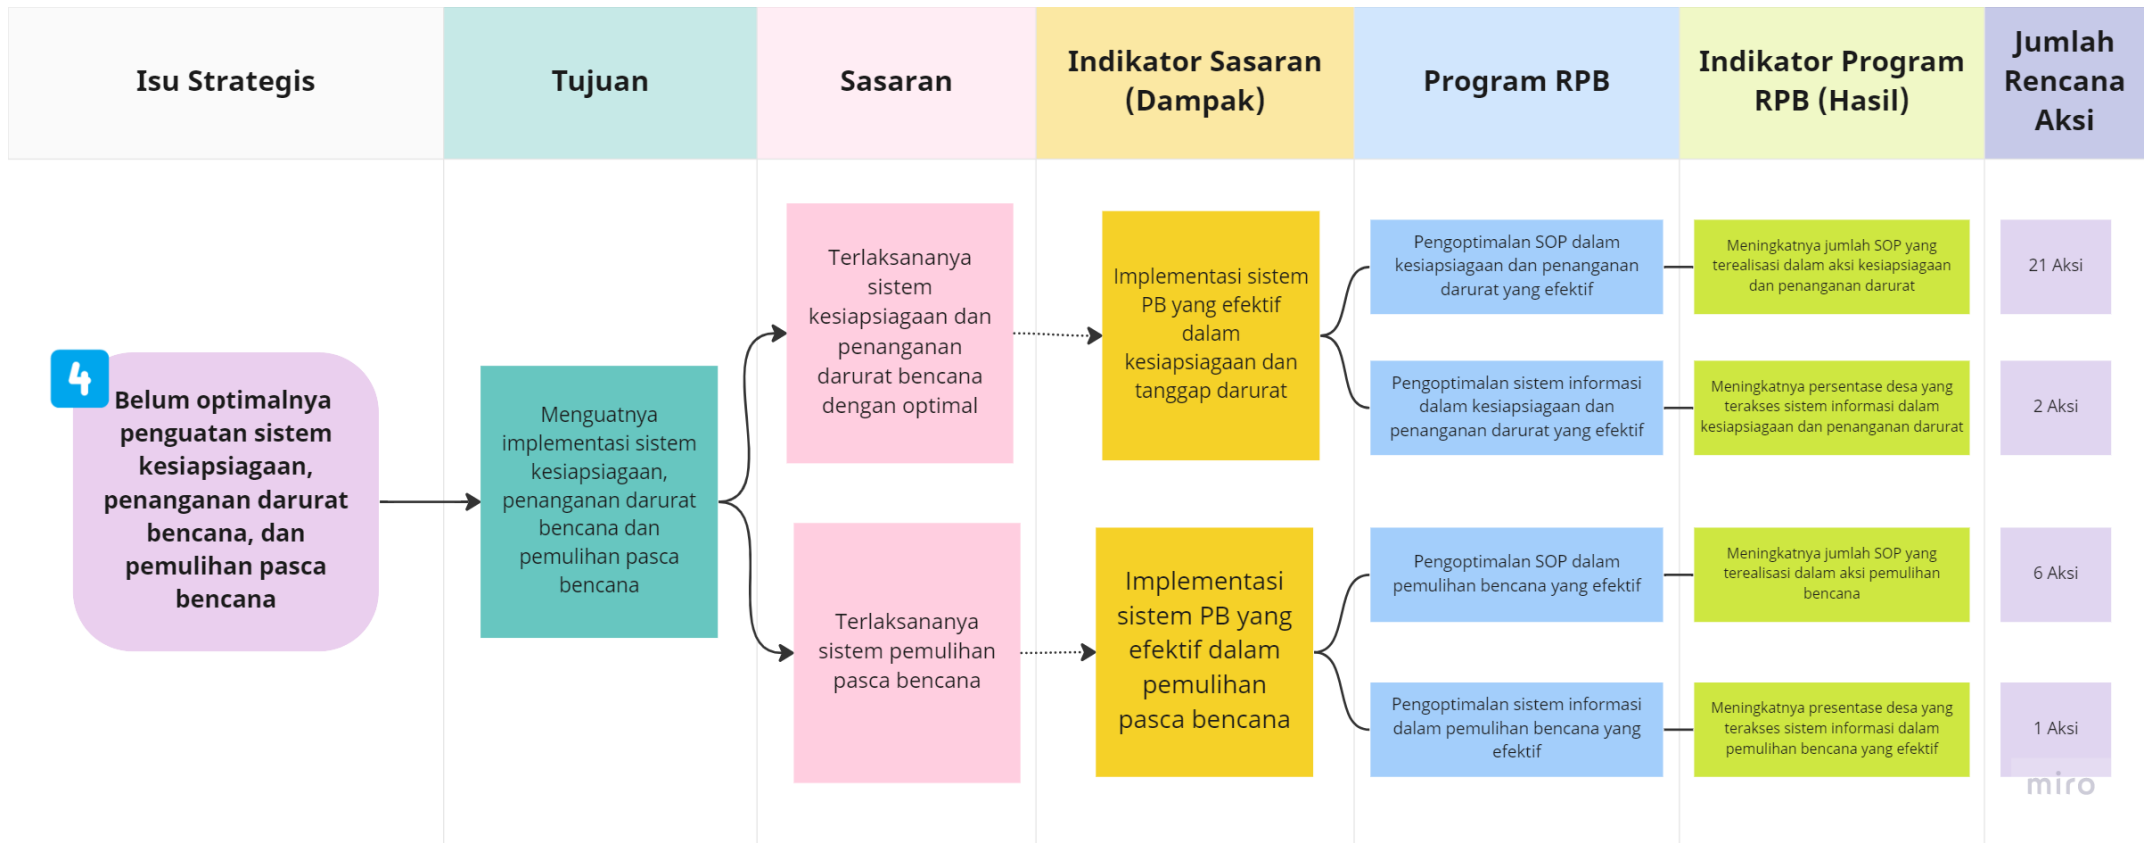 Isu Strategis
Tujuan
Sasaran
Indikator Sasaran
(Dampak)
Program RPB
Indikator Program
RPB (Hasil)
Jumlah
Rencana
Aksi
4
Belum optimalnya
penguatan sistem
kesiapsiagaan,
penanganan darurat
bencana, dan
pemulihan pasca
bencana
Menguatnya
implementasi sistem
kesiapsiagaan,
penanganan darurat
bencana dan
pemulihan pasca
bencana
Terlaksananya
sistem
kesiapsiagaan dan
penanganan
darurat bencana
dengan optimal
Implementasi sistem
PB yang efektif
dalam
kesiapsiagaan dan
tanggap darurat
Pengoptimalan SOP dalam
kesiapsiagaan dan penanganan
darurat yang efektif
Meningkatnya jumlah SOP yang
terealisasi dalam aksi kesiapsiagaan
dan penanganan darurat
21 Aksi
Pengoptimalan sistem informasi
dalam kesiapsiagaan dan
penanganan darurat yang efektif
Meningkatnya persentase desa yang
terakses sistem informasi dalam
kesiapsiagaan dan penanganan darurat
2 Aksi
Terlaksananya
sistem pemulihan
pasca bencana
Implementasi
sistem PB yang
efektif dalam
pemulihan
pasca bencana
Pengoptimalan SOP dalam
pemulihan bencana yang efektif
Meningkatnya jumlah SOP yang
terealisasi dalam aksi pemulihan
bencana
6 Aksi
Pengoptimalan sistem informasi
dalam pemulihan bencana yang
efektif
Meningkatnya presentase desa yang
terakses sistem informasi dalam
pemulihan bencana yang efektif
1 Aksi
miro